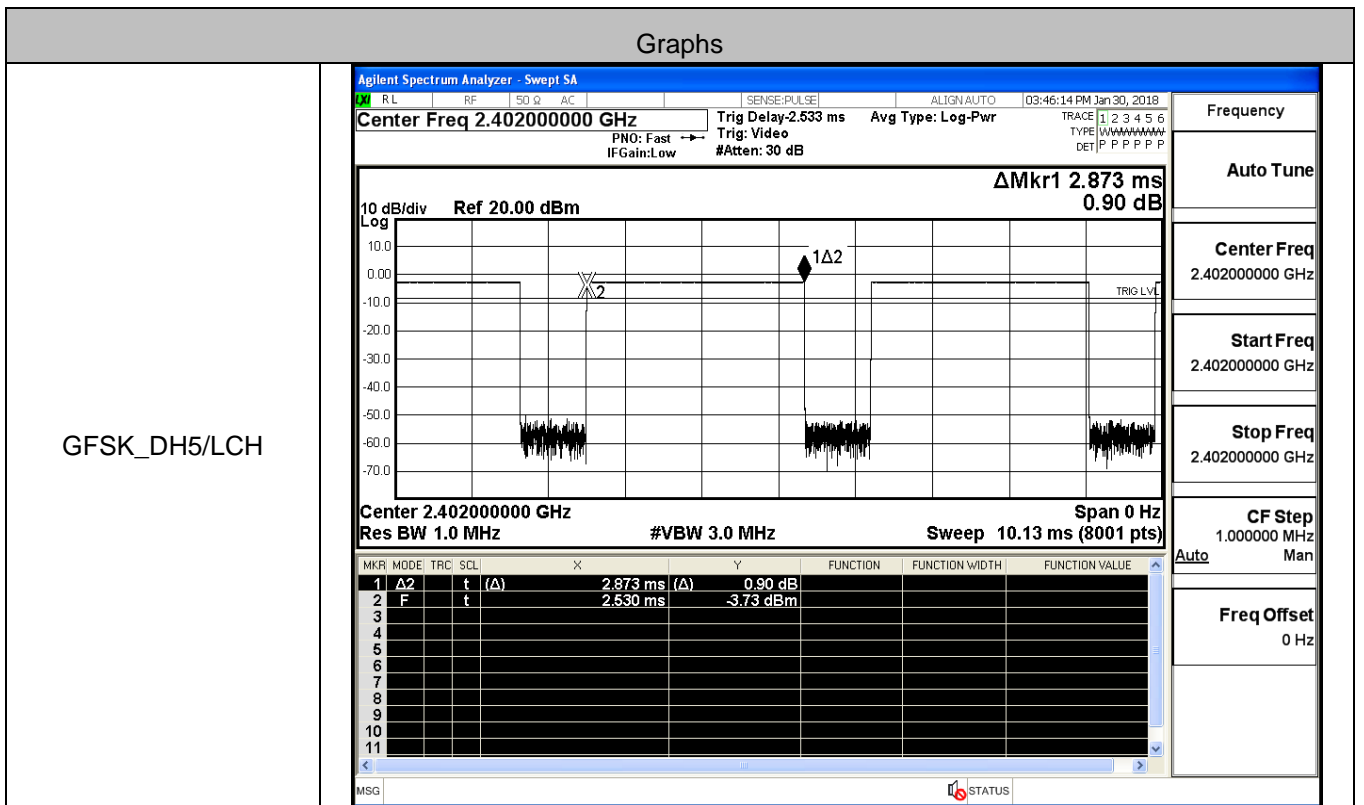 Graphs
GFSK_DH5/LCH
Agilent Spectrum Analyzer - Swept SA
LXI RL RF 50 Ω AC SENSE:PULSE ALIGN AUTO 03:46:14 PM Jan 30, 2018
Center Freq 2.402000000 GHz
PNO: Fast
IFGain:Low
Trig Delay-2.533 ms
Trig: Video
#Atten: 30 dB
Avg Type: Log-Pwr
TRACE 1 2 3 4 5 6
TYPE WWWWWW
DET P P P P P P
ΔMkr1 2.873 ms
0.90 dB
10 dB/div Ref 20.00 dBm
Log
10.0
0.00
-10.0
-20.0
-30.0
-40.0
-50.0
-60.0
-70.0
1Δ2
2
TRIG LVL
Center 2.402000000 GHz Span 0 Hz
Res BW 1.0 MHz #VBW 3.0 MHz Sweep 10.13 ms (8001 pts)
MKR MODE TRC SCL X Y FUNCTION FUNCTION WIDTH FUNCTION VALUE
1 Δ2 t (Δ) 2.873 ms (Δ) 0.90 dB
2 F t 2.530 ms -3.73 dBm
3
4
5
6
7
8
9
10
11
MSG STATUS
Frequency
Auto Tune
Center Freq
2.402000000 GHz
Start Freq
2.402000000 GHz
Stop Freq
2.402000000 GHz
CF Step
1.000000 MHz
Auto Man
Freq Offset
0 Hz